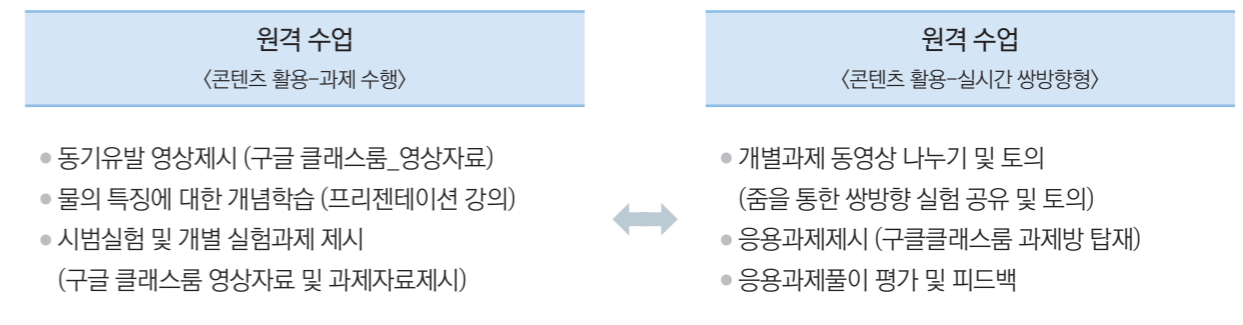 원격 수업
〈콘텐츠 활용-과제 수행〉
● 동기유발 영상제시 (구글 클래스룸_영상자료)
● 물의 특징에 대한 개념학습 (프리젠테이션 강의)
● 시범실험 및 개별 실험과제 제시
(구글 클래스룸 영상자료 및 과제자료제시)
원격 수업
〈콘텐츠 활용-실시간 쌍방향형〉
● 개별과제 동영상 나누기 및 토의
(줌을 통한 쌍방향 실험 공유 및 토의)
● 응용과제제시 (구클클래스룸 과제방 탑재)
● 응용과제풀이 평가 및 피드백